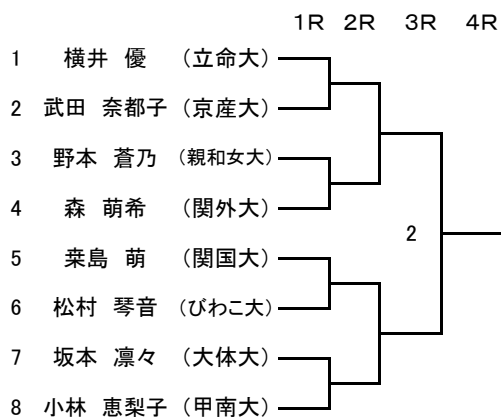 1R 2R 3R 4R
1 横井 優 (立命大)
2 武田 奈都子 (京産大)
3 野本 蒼乃 (親和女大)
4 森 萌希 (関外大)
2
5 桒島 萌 (関国大)
6 松村 琴音 (びわこ大)
7 坂本 凛々 (大体大)
8 小林 恵梨子 (甲南大)